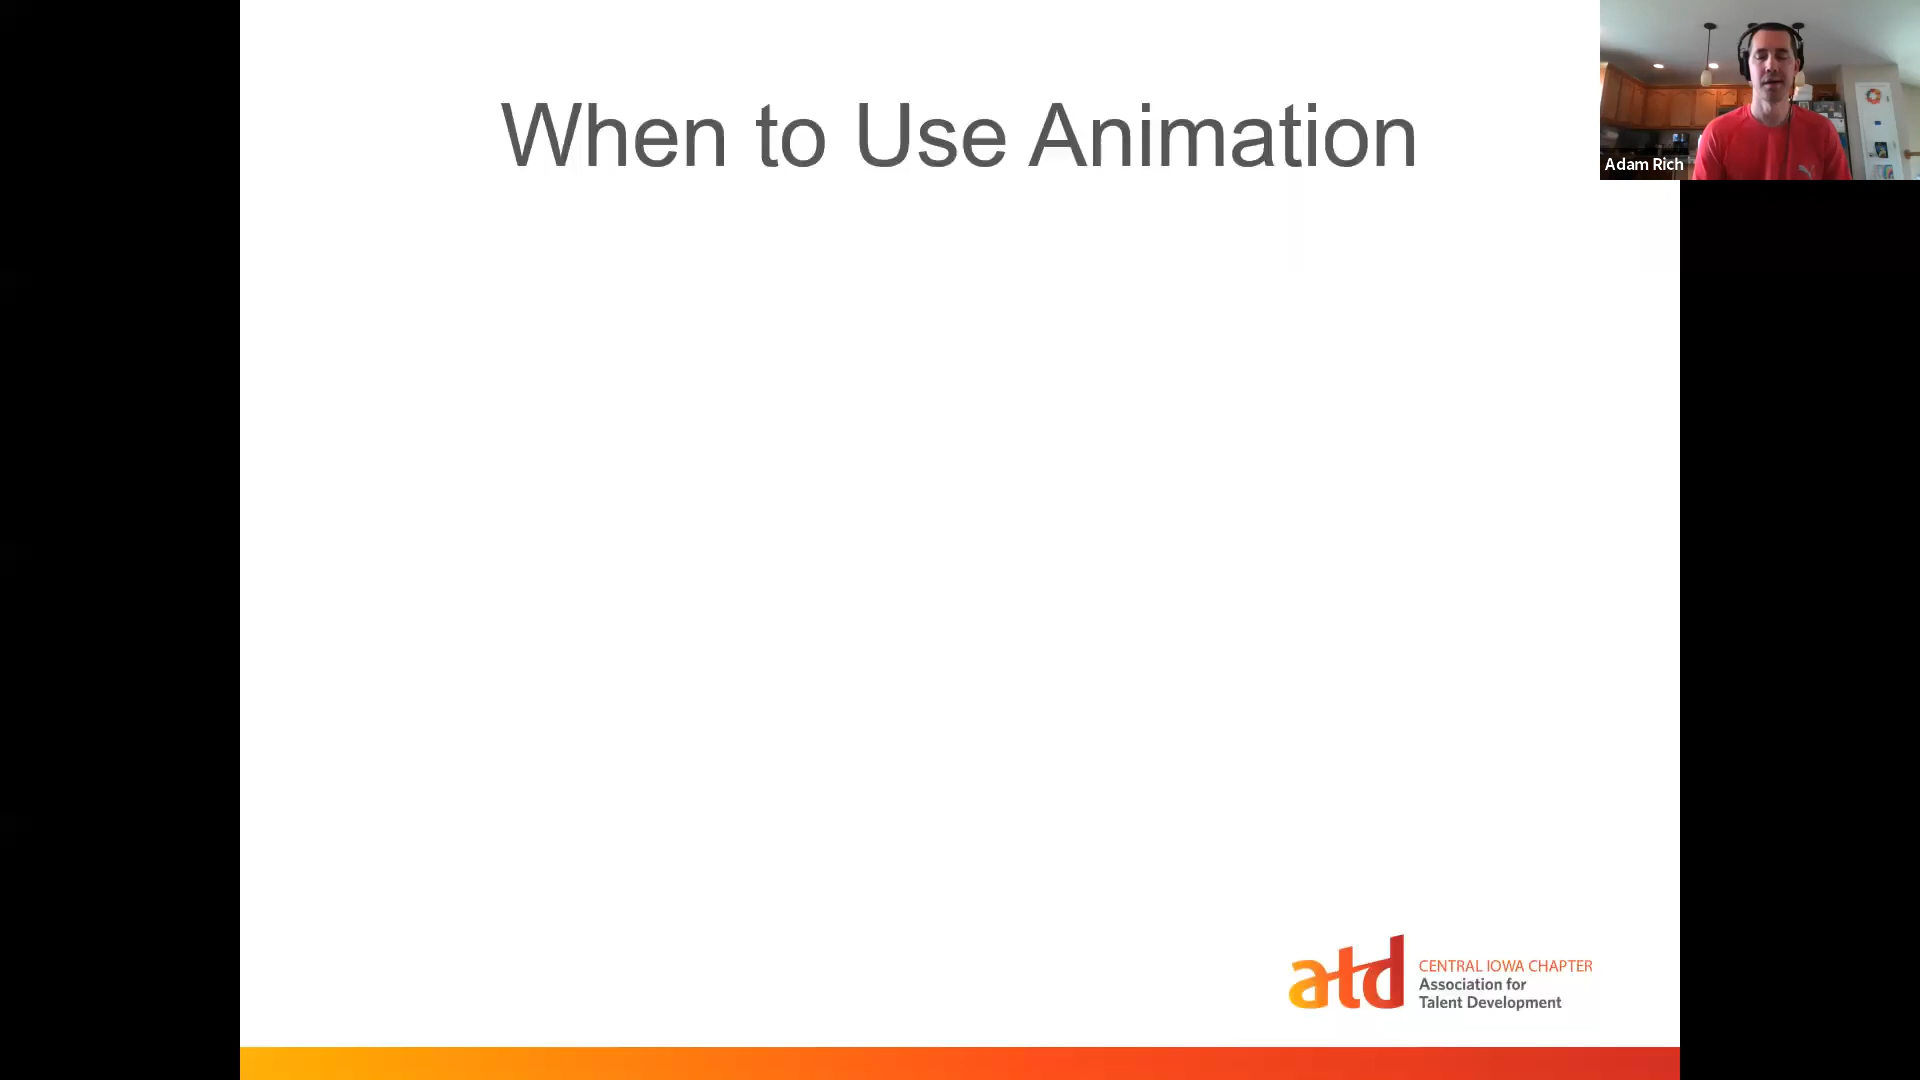 When to Use Animation
Adam Rich
atd
CENTRAL IOWA CHAPTER
Association for
Talent Development